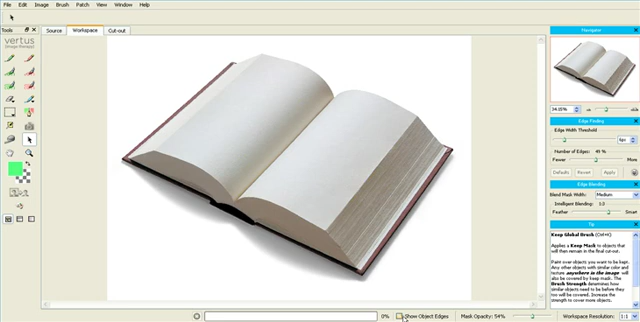 File Edit Image Brush Patch View Window Help
Tools
vertus
Source Workspace Cut-out
Navigator
34.05%
Edge Finding
Edge Width Threshold
6px
Number of Edges: 49 %
Fewer More
Defaults Revert Apply
Edge Blending
Blend Mask Width: Medium
Intelligent Blending: 1.0
Feather Smart
Tip
Keep Global Brush
Applies a Keep Mask to objects
that will then remain in the final cut-out.
Paint over objects you want to be kept.
Any other objects with similar color and
texture anywhere in the image will
also be covered by keep mask. The
Brush Strength determines how
similar objects need to be before they
too will be covered. Increase the
strength to cover more objects.
0% Show Object Edges Mask Opacity: 54% Workspace Resolution: 1:1